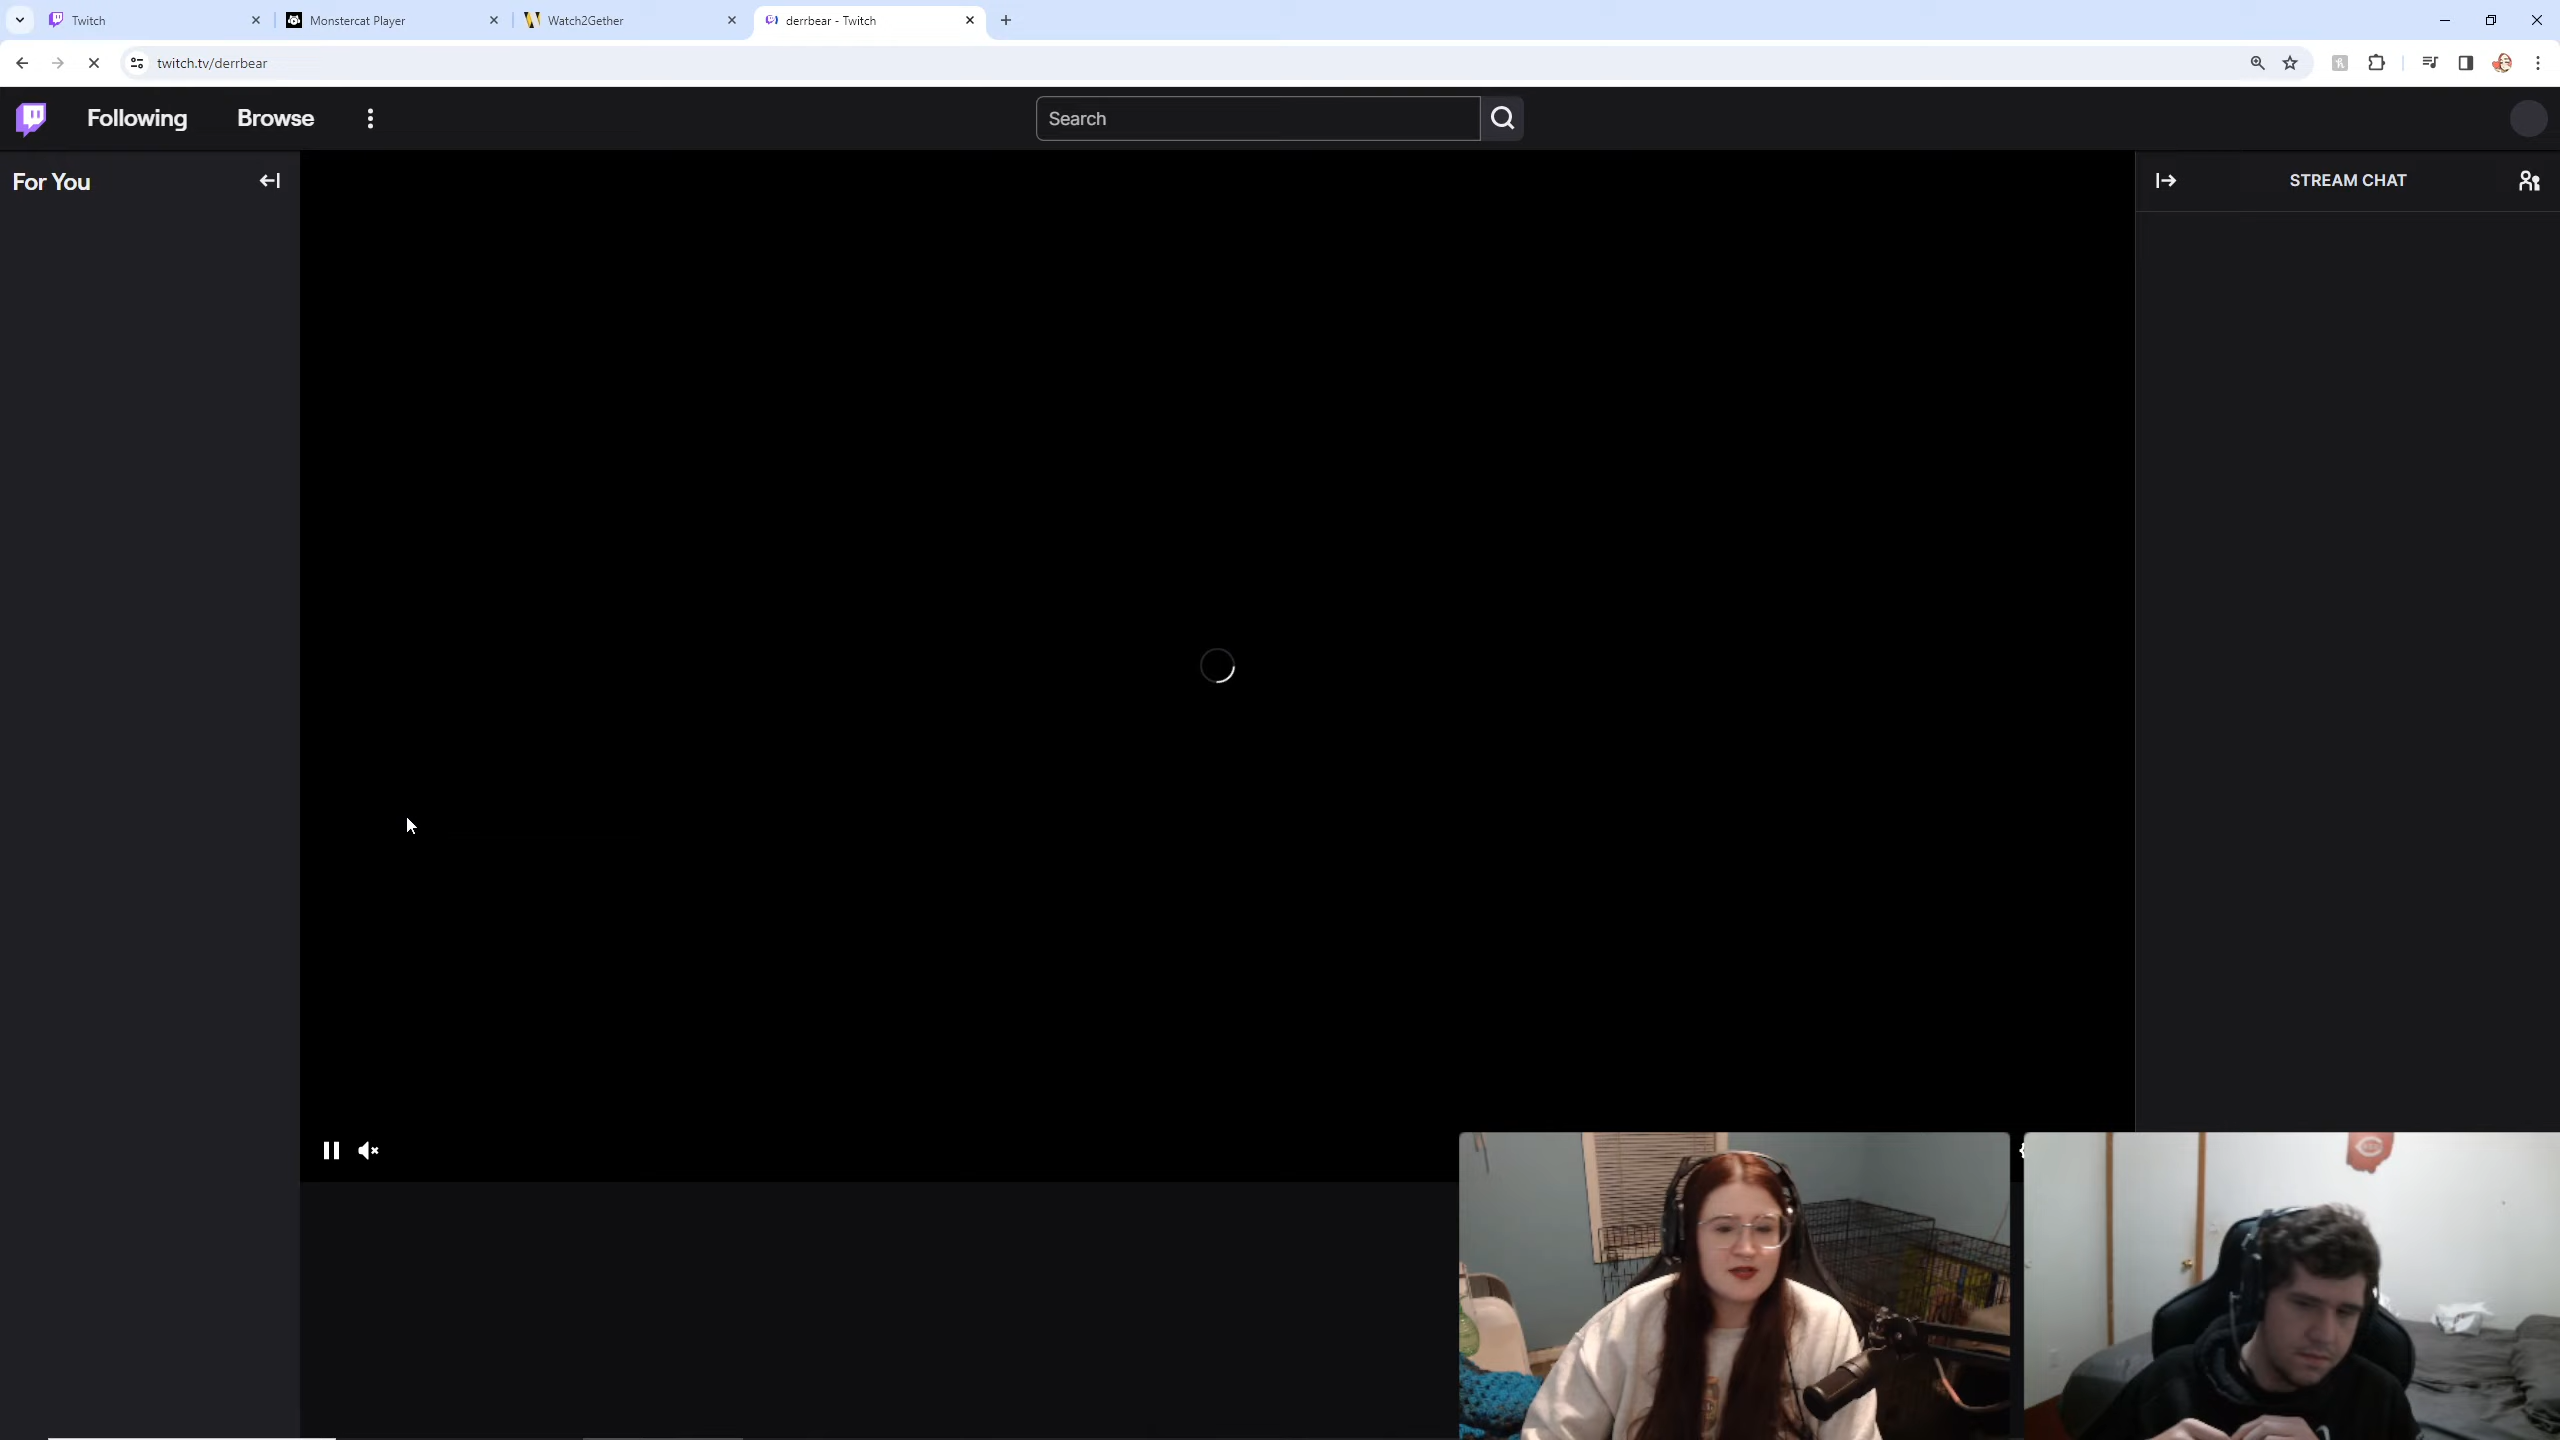 Twitch
Monstercat Player
Watch2Gether
derrbear - Twitch
twitch.tv/derrbear
Following
Browse
Search
For You
STREAM CHAT